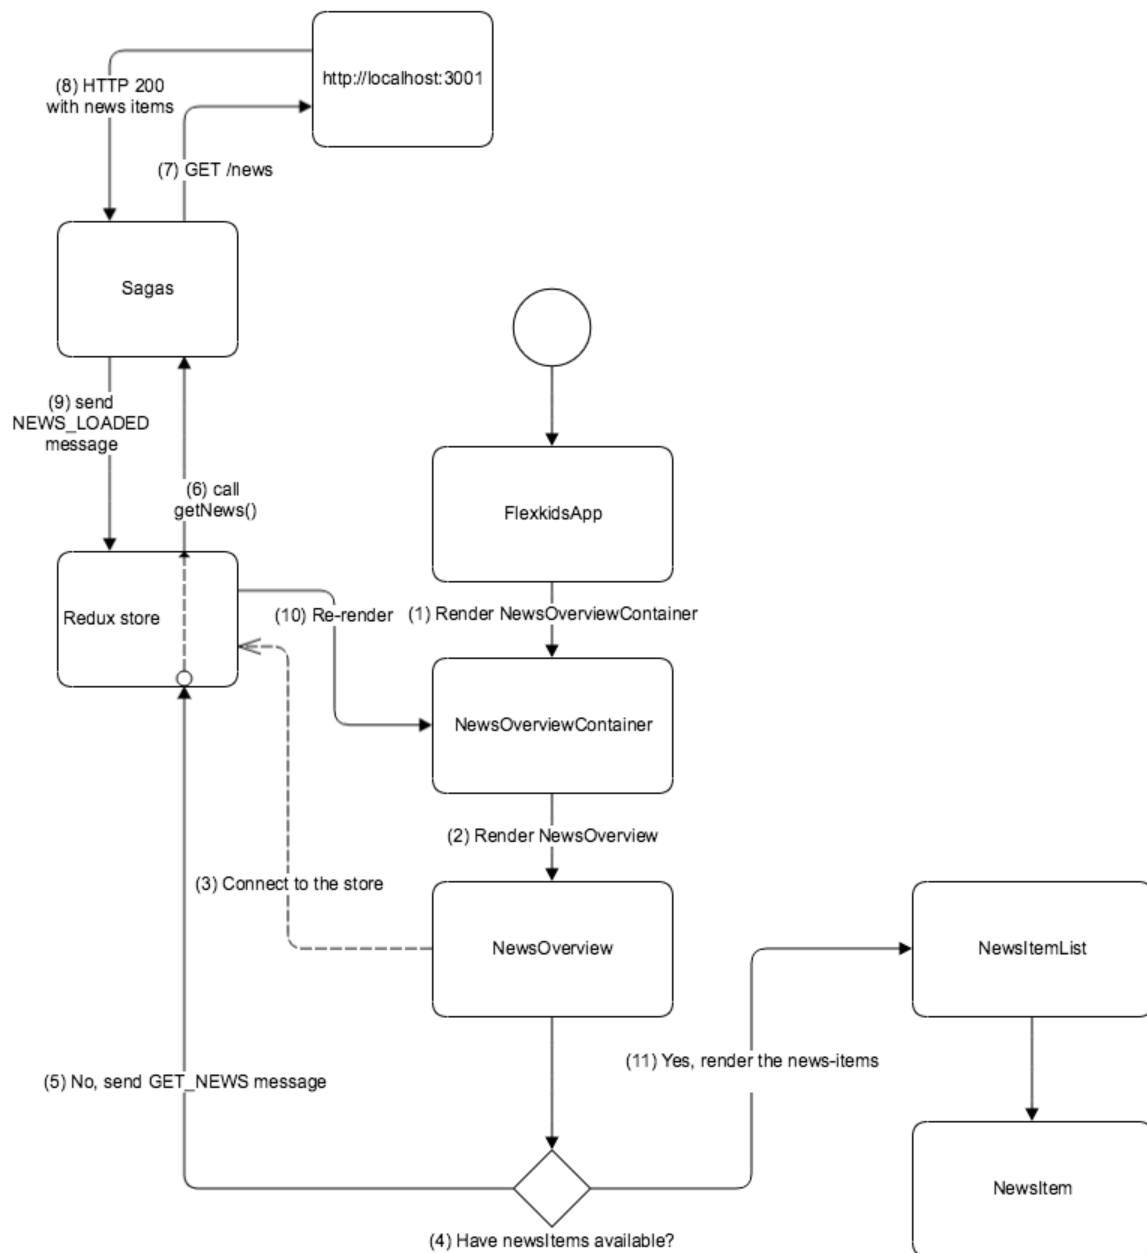 http://localhost:3001
(8) HTTP 200
with news items
(7) GET /news
Sagas
(9) send
NEWS_LOADED
message
(6) call
getNews()
FlexkidsApp
Redux store
(10) Re-render
(1) Render NewsOverviewContainer
NewsOverviewContainer
(2) Render NewsOverview
(3) Connect to the store
NewsOverview
NewsItemList
(11) Yes, render the news-items
(5) No, send GET_NEWS message
NewsItem
(4) Have newsItems available?